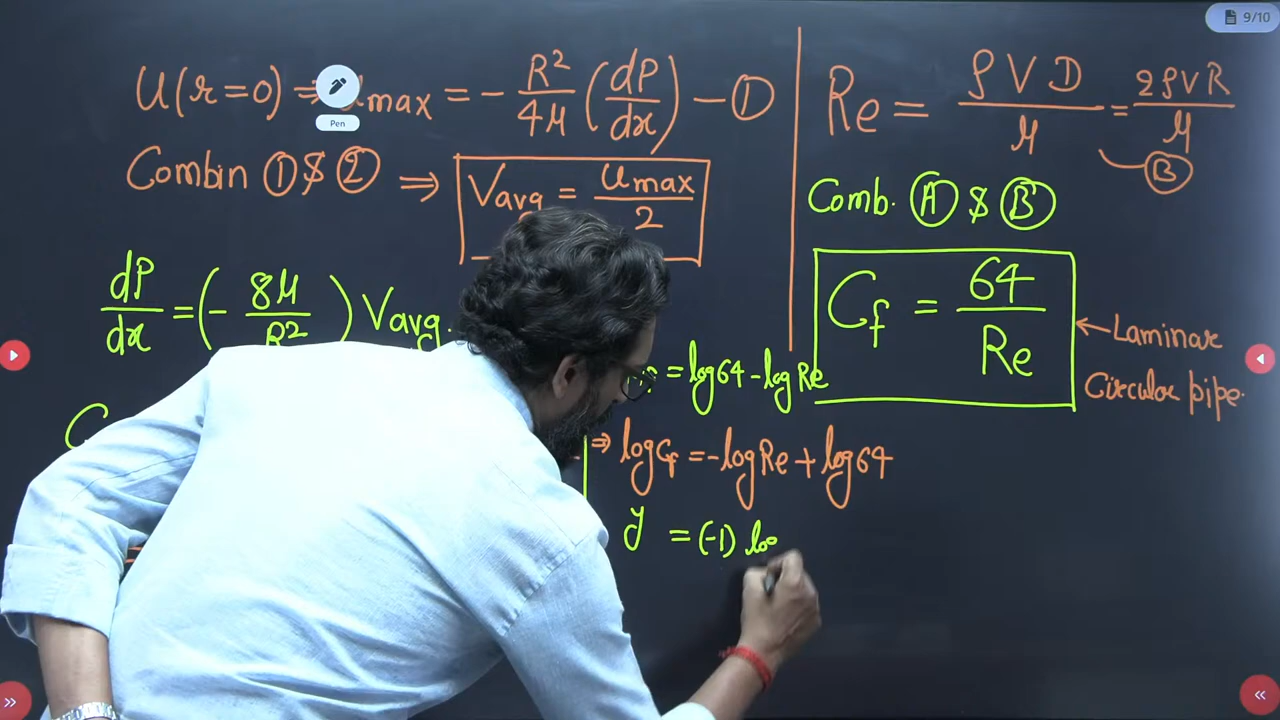 9/10
U(r=0) ⇒ umax = - R²/4μ (dP/dx) - ①
Pen
Combin ① & ② ⇒ Vavg = umax/2
dP/dx = (- 8μ/R²) Vavg.
C
= log64 - logRe
⇒ logCf = -logRe + log64
y = (-1) log
Re = ρVD/μ = 2ρVR/μ
Ⓑ
Comb. Ⓐ & Ⓑ
Cf = 64/Re
← Laminar
Circular pipe.